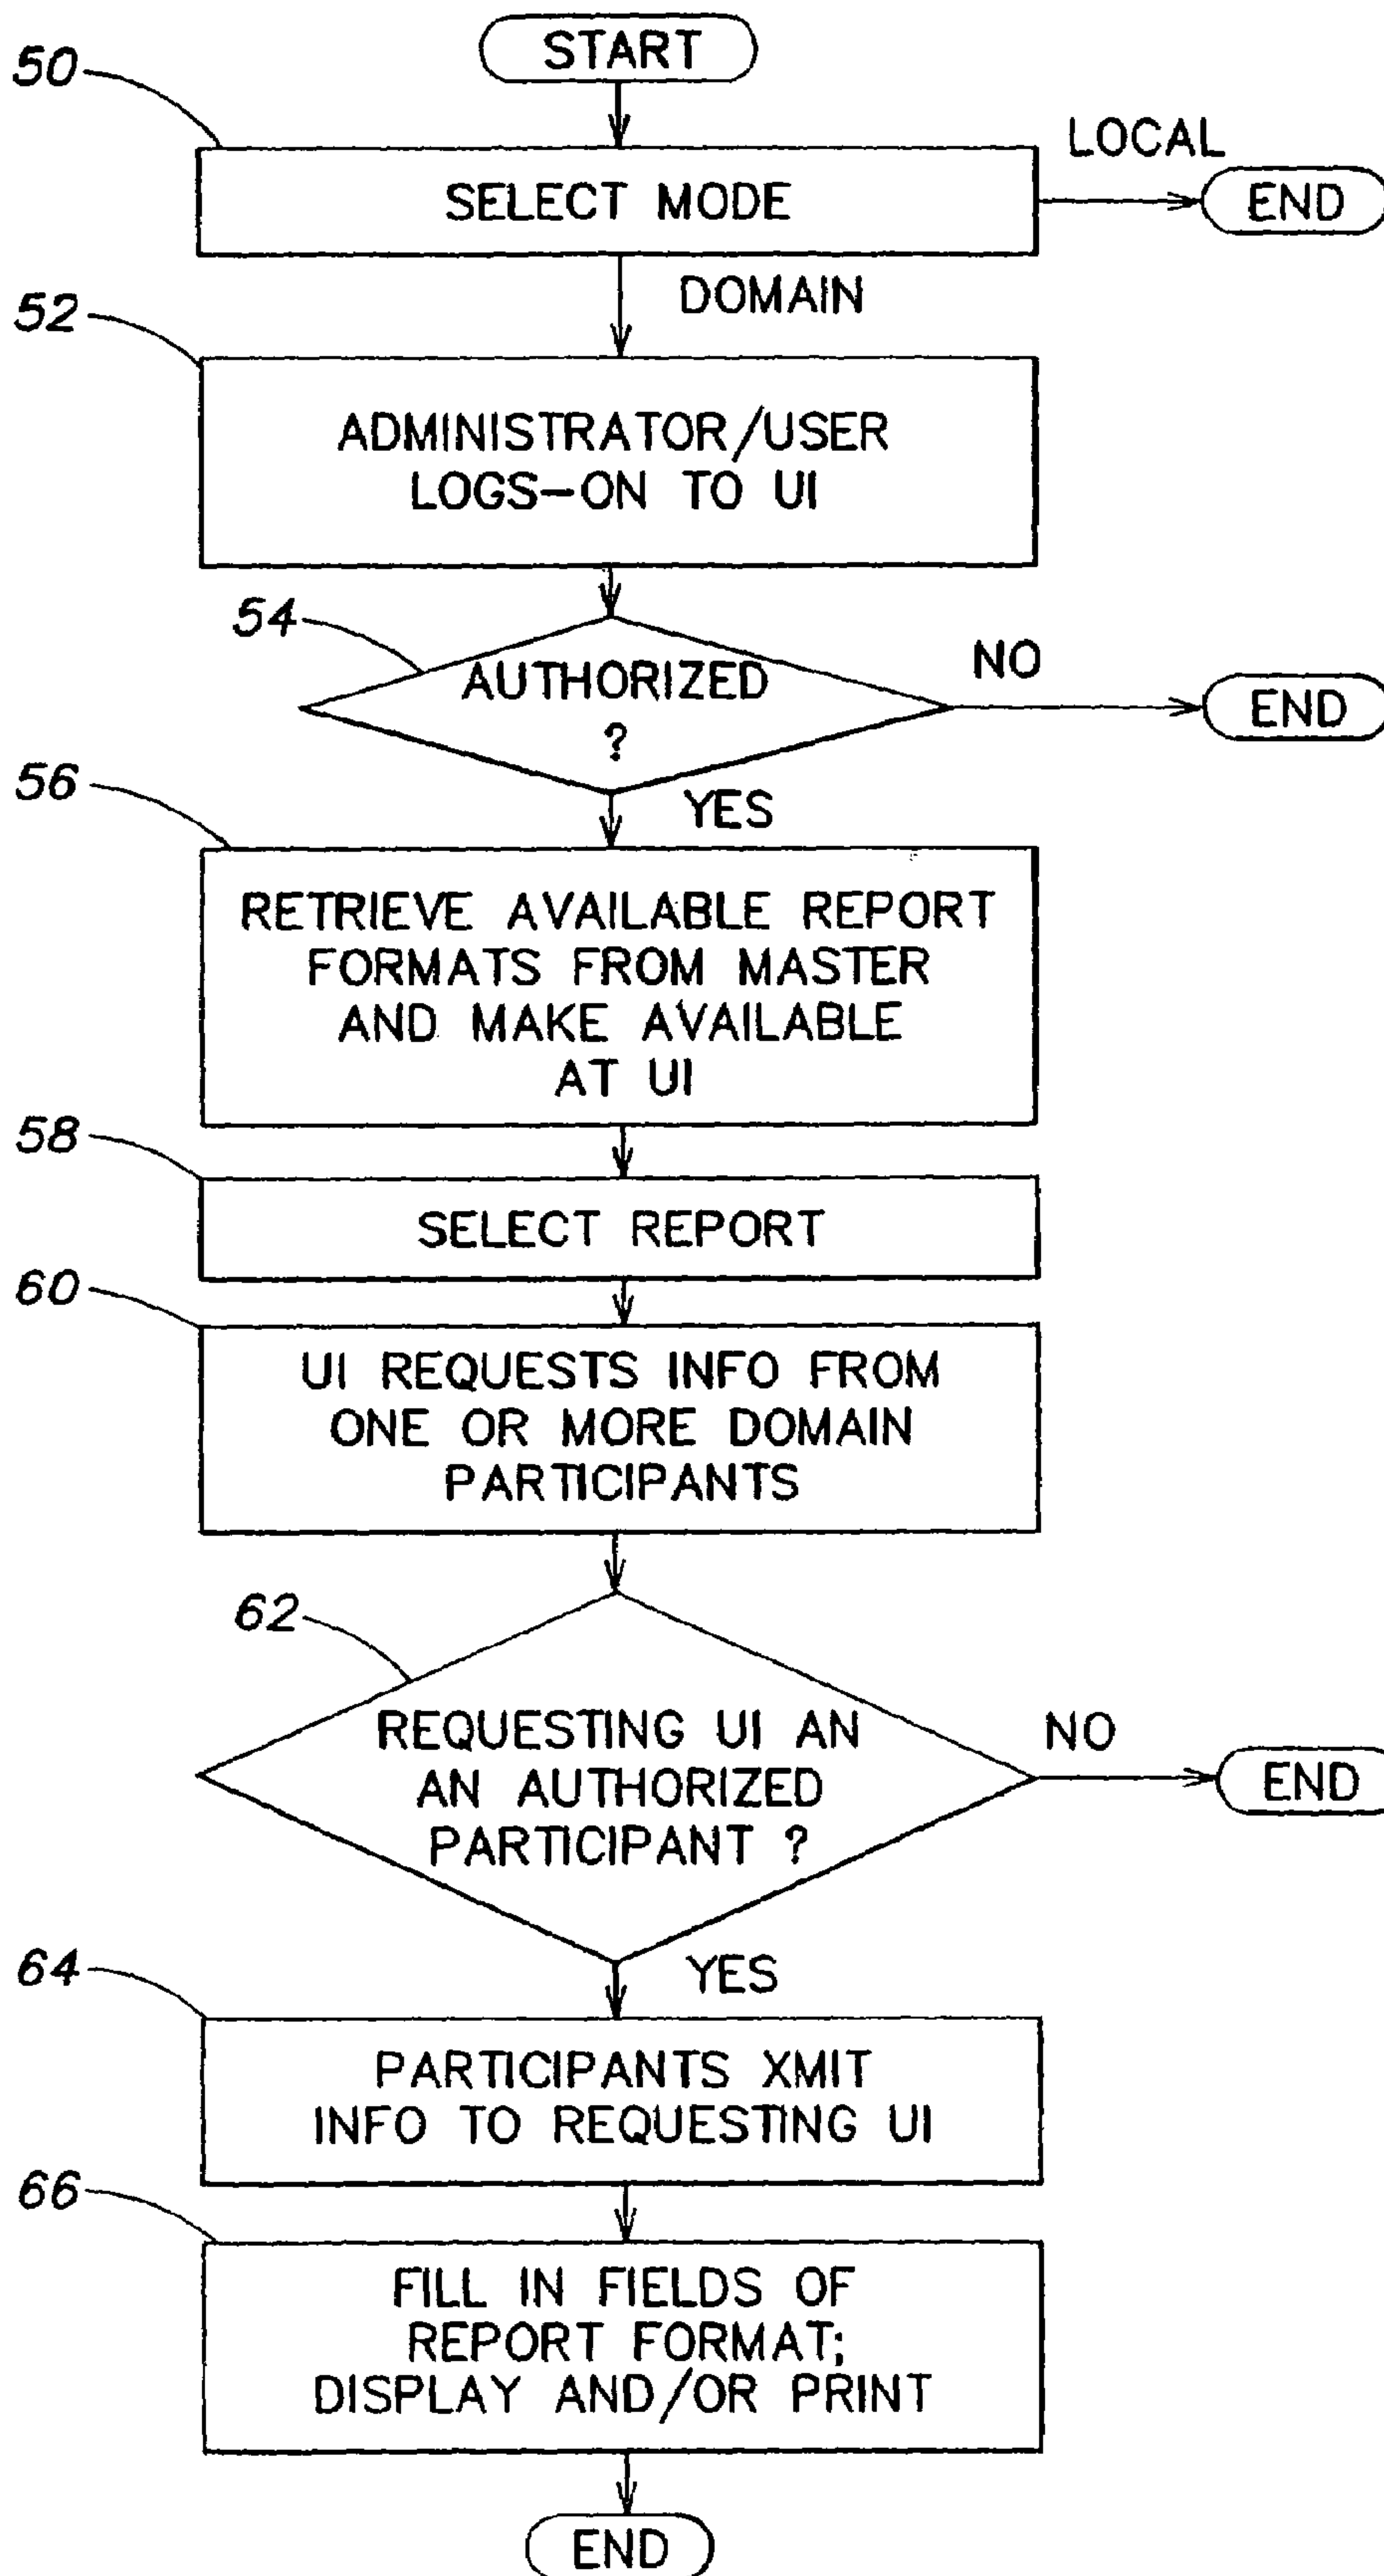 START
50
LOCAL
SELECT MODE
END
DOMAIN
52
ADMINISTRATOR/USER
LOGS-ON TO UI
54
AUTHORIZED
?
NO
END
YES
56
RETRIEVE AVAILABLE REPORT
FORMATS FROM MASTER
AND MAKE AVAILABLE
AT UI
58
SELECT REPORT
60
UI REQUESTS INFO FROM
ONE OR MORE DOMAIN
PARTICIPANTS
62
REQUESTING UI AN
AN AUTHORIZED
PARTICIPANT ?
NO
END
YES
64
PARTICIPANTS XMIT
INFO TO REQUESTING UI
66
FILL IN FIELDS OF
REPORT FORMAT;
DISPLAY AND/OR PRINT
END